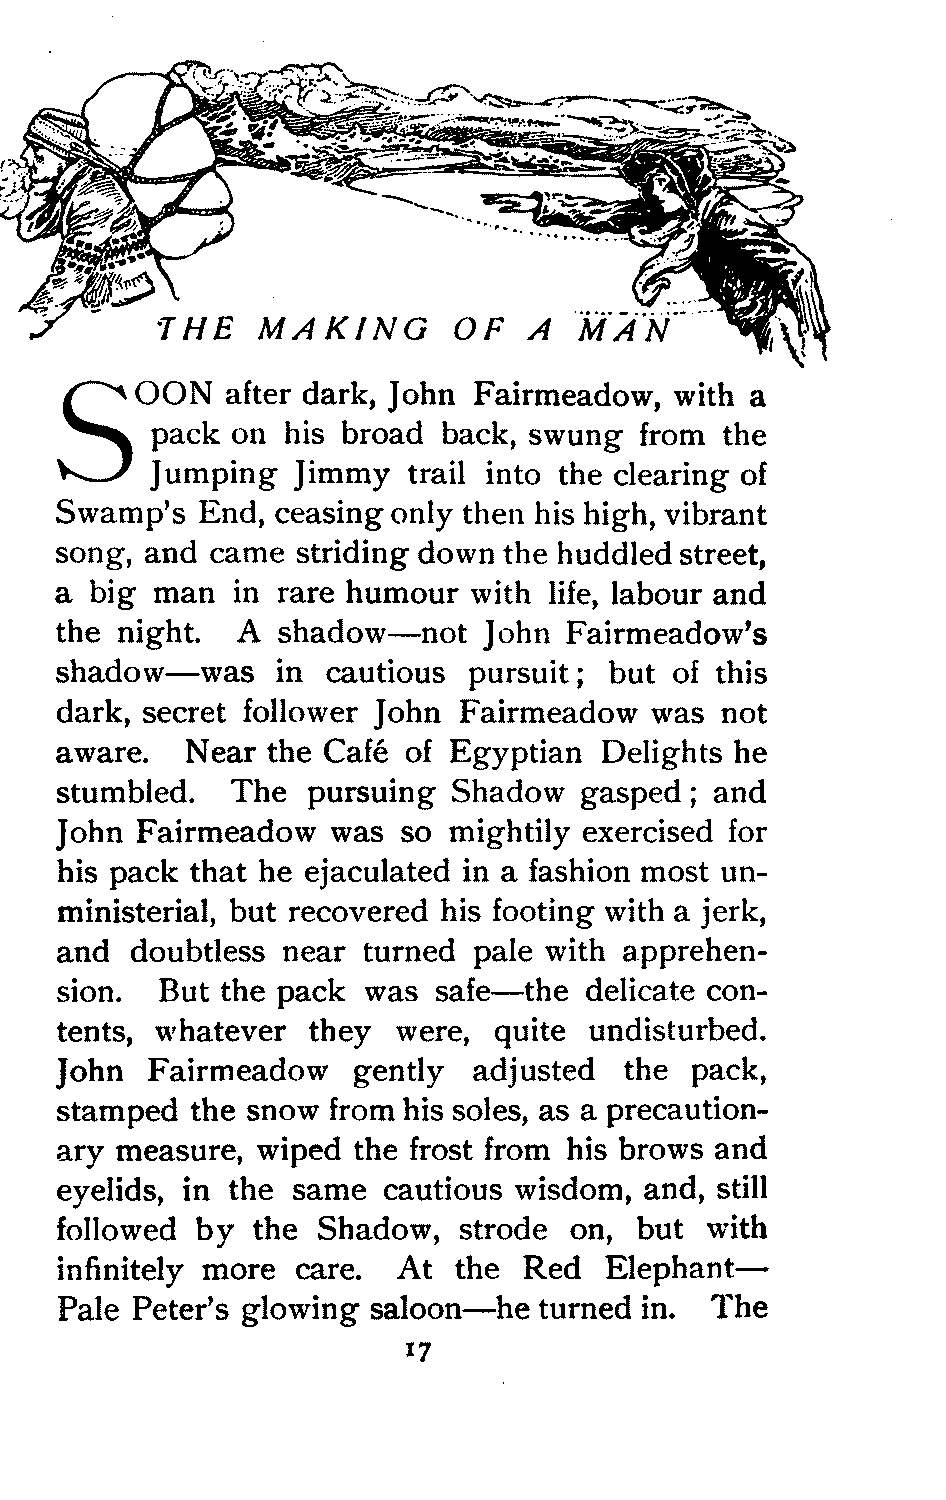 THE MAKING OF A MAN
SOON after dark, John Fairmeadow, with a
pack on his broad back, swung from the
Jumping Jimmy trail into the clearing of
Swamp's End, ceasing only then his high, vibrant
song, and came striding down the huddled street,
a big man in rare humour with life, labour and
the night. A shadow—not John Fairmeadow's
shadow—was in cautious pursuit; but of this
dark, secret follower John Fairmeadow was not
aware. Near the Café of Egyptian Delights he
stumbled. The pursuing Shadow gasped; and
John Fairmeadow was so mightily exercised for
his pack that he ejaculated in a fashion most un-
ministerial, but recovered his footing with a jerk,
and doubtless near turned pale with apprehen-
sion. But the pack was safe—the delicate con-
tents, whatever they were, quite undisturbed.
John Fairmeadow gently adjusted the pack,
stamped the snow from his soles, as a precaution-
ary measure, wiped the frost from his brows and
eyelids, in the same cautious wisdom, and, still
followed by the Shadow, strode on, but with
infinitely more care. At the Red Elephant—
Pale Peter's glowing saloon—he turned in. The
17